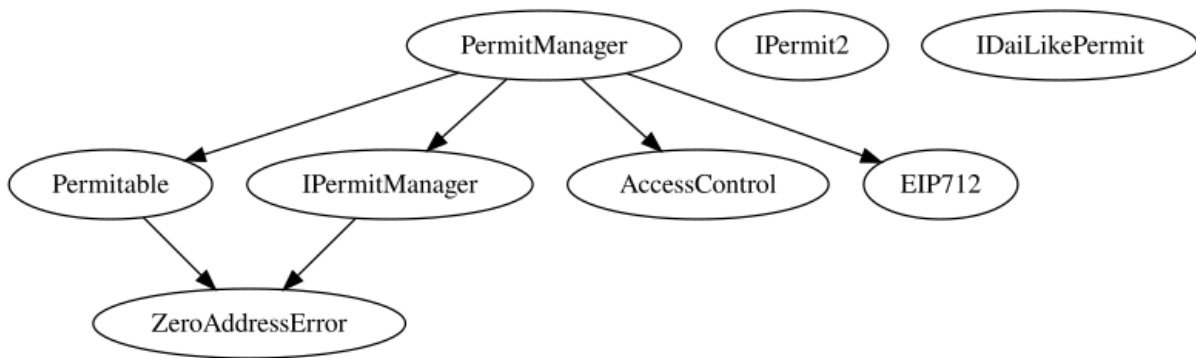 PermitManager
IPermit2
IDaiLikePermit
Permitable
IPermitManager
AccessControl
EIP712
ZeroAddressError